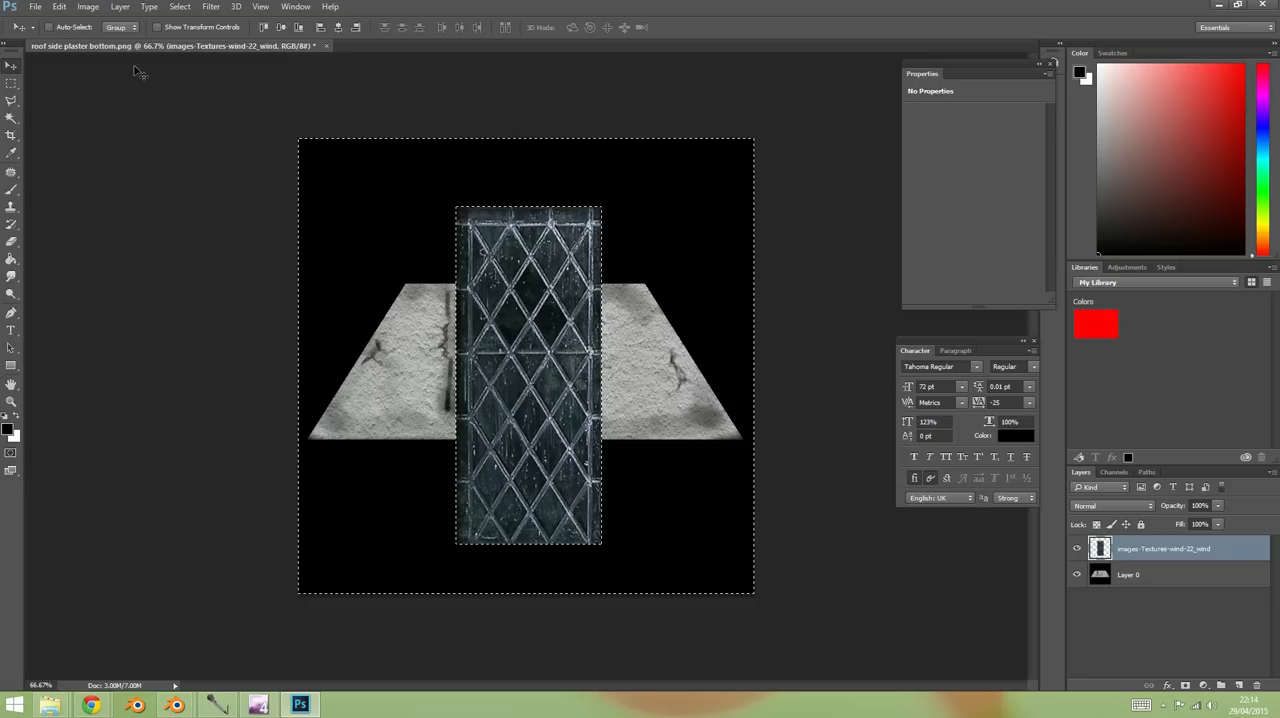 Ps File Edit Image Layer Type Select Filter 3D View Window Help
Auto-Select: Group Show Transform Controls 3D Mode: Essentials
roof side plaster bottom.png @ 66.7% (images-Textures-wind-22_wind, RGB/8#) * ×
Color Swatches
Properties
No Properties
Libraries Adjustments Styles
My Library
Colors
Character Paragraph
Tahoma Regular Regular
72 pt 0.01 pt
Metrics -25
123% 100%
0 pt Color:
English: UK aa Strong
Layers Channels Paths
Kind
Normal Opacity: 100%
Lock: Fill: 100%
images-Textures-wind-22_wind
Layer 0
66.67% Doc: 3.00M/7.00M
Ps
22:14
29/04/2015